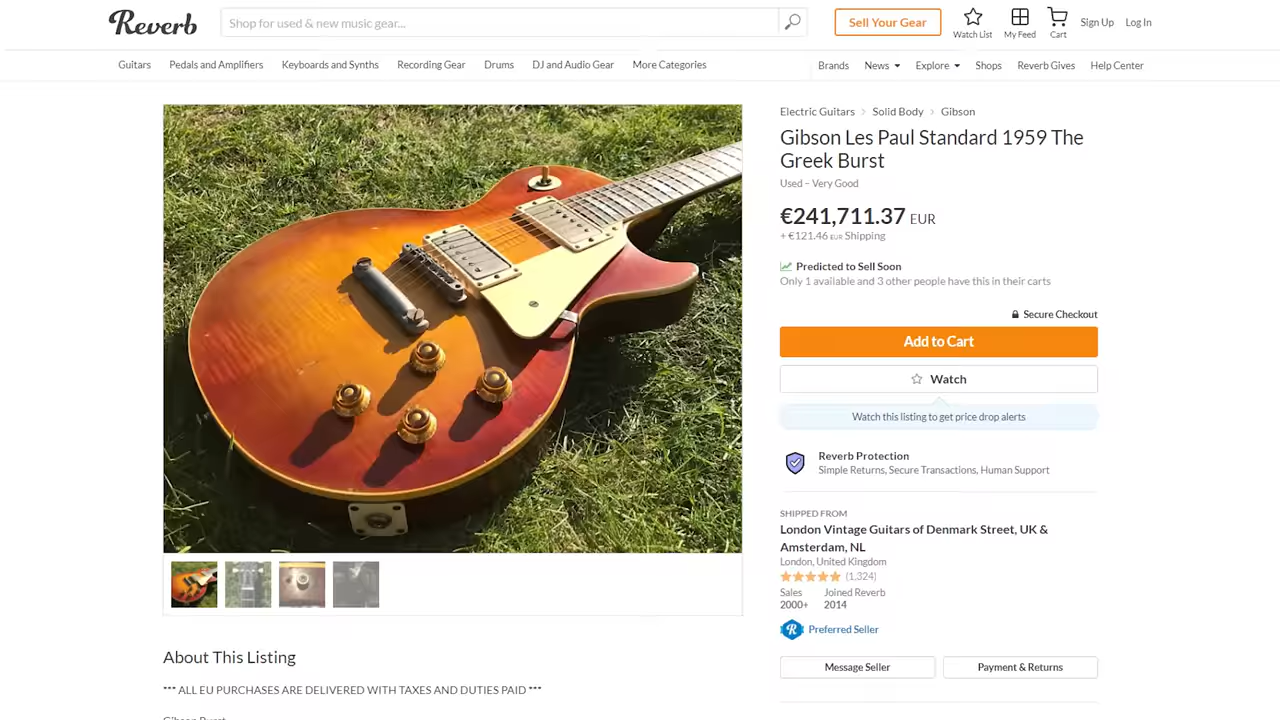 Reverb
Shop for used & new music gear...
Sell Your Gear
Watch List
My Feed
Cart
Sign Up
Log In
Guitars
Pedals and Amplifiers
Keyboards and Synths
Recording Gear
Drums
DJ and Audio Gear
More Categories
Brands
News
Explore
Shops
Reverb Gives
Help Center
Electric Guitars > Solid Body > Gibson
Gibson Les Paul Standard 1959 The
Greek Burst
Used – Very Good
€241,711.37 EUR
+ €121.46 EUR Shipping
Predicted to Sell Soon
Only 1 available and 3 other people have this in their carts
Secure Checkout
Add to Cart
Watch
Watch this listing to get price drop alerts
Reverb Protection
Simple Returns, Secure Transactions, Human Support
SHIPPED FROM
London Vintage Guitars of Denmark Street, UK &
Amsterdam, NL
London, United Kingdom
(1,324)
Sales Joined Reverb
2000+ 2014
R Preferred Seller
Message Seller
Payment & Returns
About This Listing
*** ALL EU PURCHASES ARE DELIVERED WITH TAXES AND DUTIES PAID ***
Gibson Burst